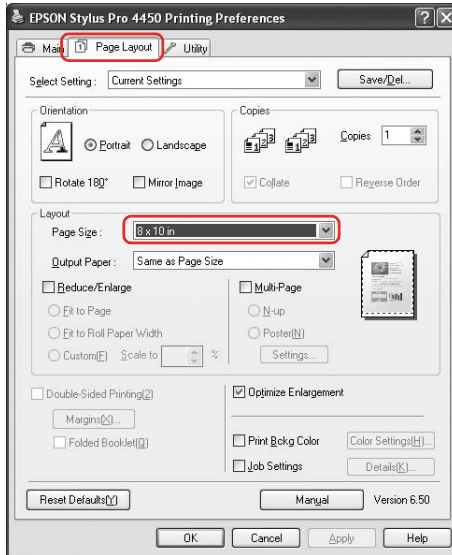 EPSON Stylus Pro 4450 Printing Preferences
Main Page Layout Utility
Select Setting : Current Settings Save/Del...
Orientation
Portrait Landscape
Rotate 180° Mirror Image
Copies
Copies 1
Collate Reverse Order
Layout
Page Size : 8 x 10 in
Output Paper : Same as Page Size
Reduce/Enlarge
Fit to Page
Fit to Roll Paper Width
Custom(F) Scale to %
Multi-Page
N-up
Poster(N)
Settings...
Double-Sided Printing(2)
Margins(X)...
Folded Booklet(Q)
Optimize Enlargement
Print Bckg Color Color Settings(H)...
Job Settings Details(K)...
Reset Defaults(Y) Manual Version 6.50
OK Cancel Apply Help